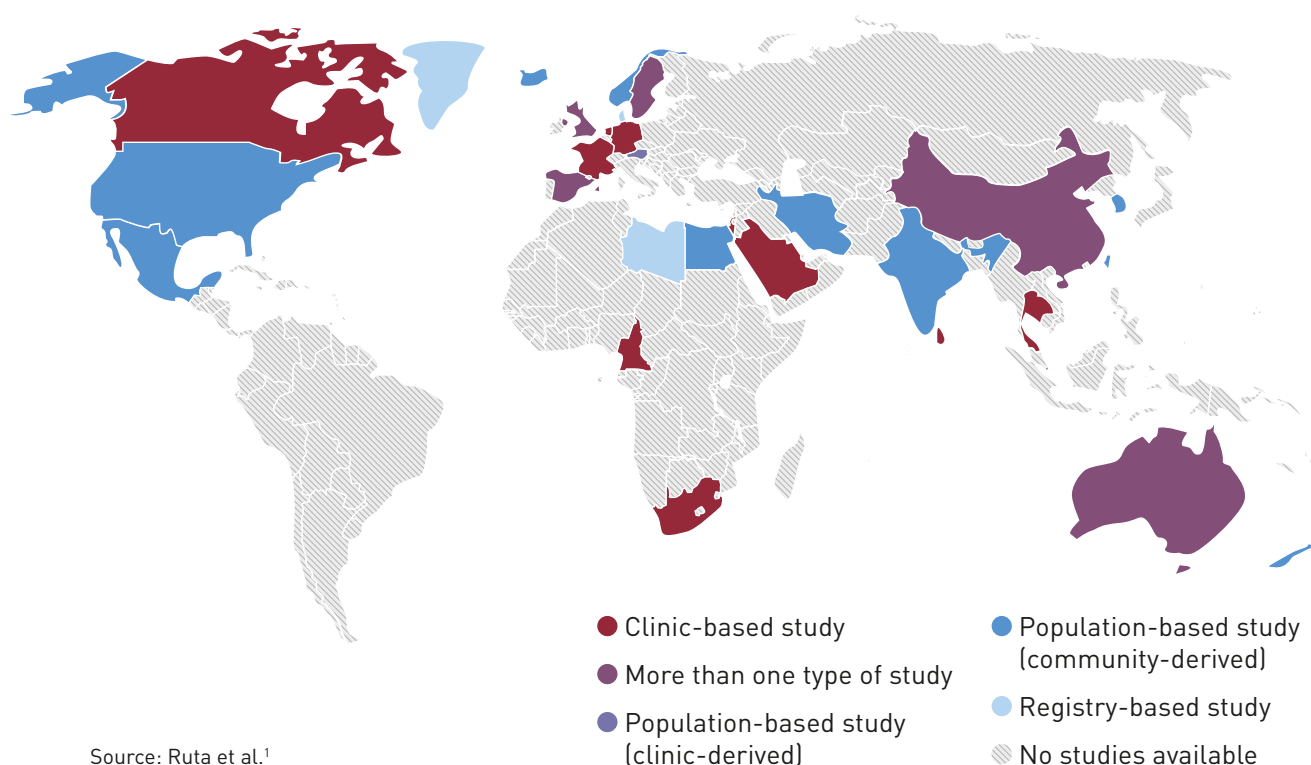 Clinic-based study
More than one type of study
Population-based study
(clinic-derived)
Population-based study
(community-derived)
Registry-based study
No studies available
Source: Ruta et al.¹